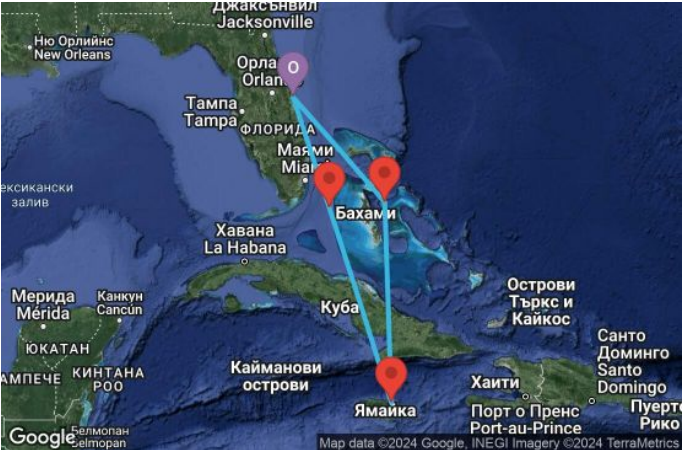 Джаксънвил
Jacksonville
Ню Орлийнс
New Orleans
O
Орла
Orlan
Тампа
Tampa
ФЛОРИДА
Маями
Miami
ексикански
залив
Бахами
Хавана
La Habana
Мерида
Mérida
Канкун
Cancún
Куба
Острови
Търкс и
Кайкос
ЮКАТАН
АМПЕЧЕ
КИНТАНА
РОО
Кайманови
острови
Санто
Доминго
Santo
Domingo
Хаити
Ямайка
Порт о Пренс
Port-au-Prince
Пуерто
Рико
Белмопан
Belmopan
Google
Map data ©2024 Google, INEGI Imagery ©2024 TerraMetrics